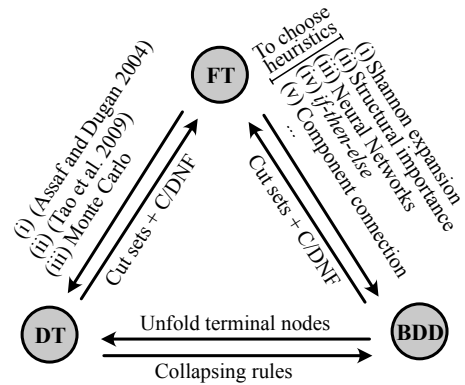 FT
To choose
heuristics
(i) Shannon expansion
(ii) Structural importance
(iii) Neural Networks
(iv) if-then-else
(v) Component connection
...
(i) (Assaf and Dugan 2004)
(ii) (Tao et al. 2009)
(iii) Monte Carlo
Cut sets + C/DNF
Cut sets + C/DNF
DT
Unfold terminal nodes
BDD
Collapsing rules